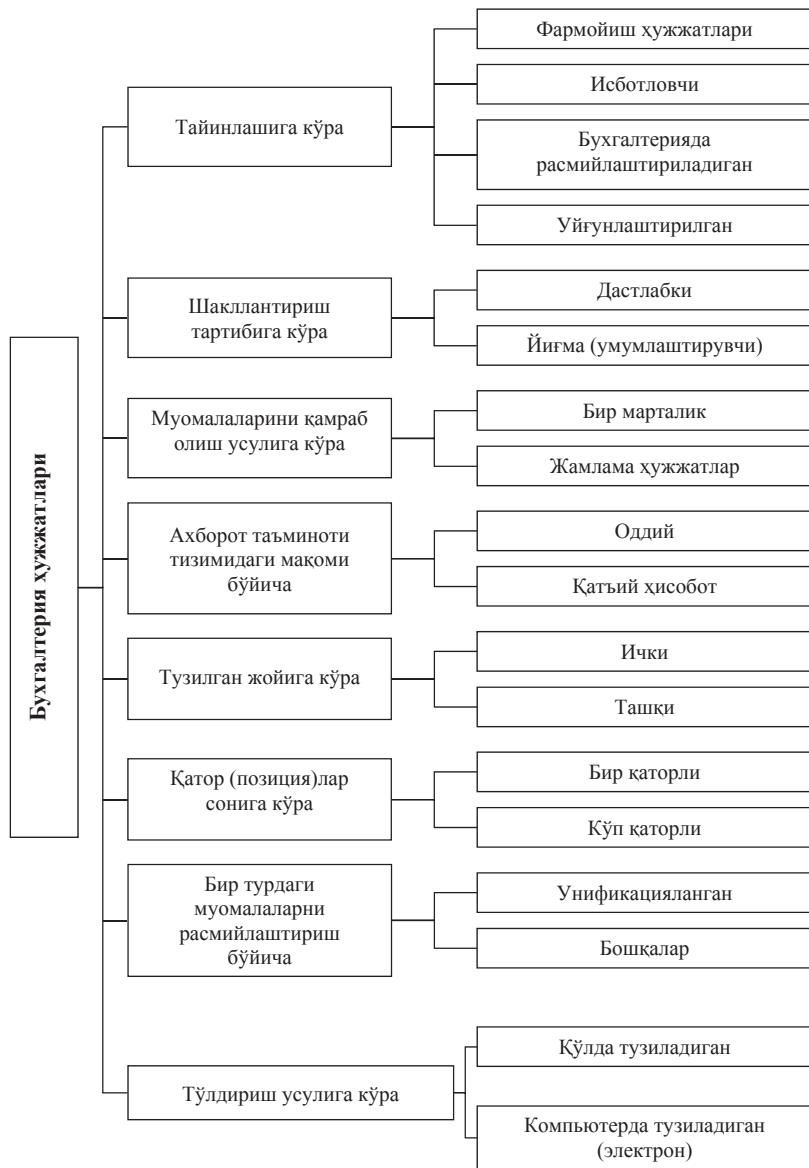 Бухгалтерия ҳужжатлари
Тайинлашига кўра
Фармойиш ҳужжатлари
Исботловчи
Бухгалтерияда
расмийлаштириладиган
Уйғунлаштирилган
Шакллантириш
тартибига кўра
Дастлабки
Йиғма (умумлаштирувчи)
Муомалаларини қамраб
олиш усулига кўра
Бир марталик
Жамлама ҳужжатлар
Ахборот таъминоти
тизимидаги мақоми
бўйича
Оддий
Қатъий ҳисобот
Тузилган жойига кўра
Ички
Ташқи
Қатор (позиция)лар
сонига кўра
Бир қаторли
Кўп қаторли
Бир турдаги
муомалаларни
расмийлаштириш
бўйича
Унификацияланган
Бошқалар
Тўлдириш усулига кўра
Қўлда тузиладиган
Компьютерда тузиладиган
(электрон)